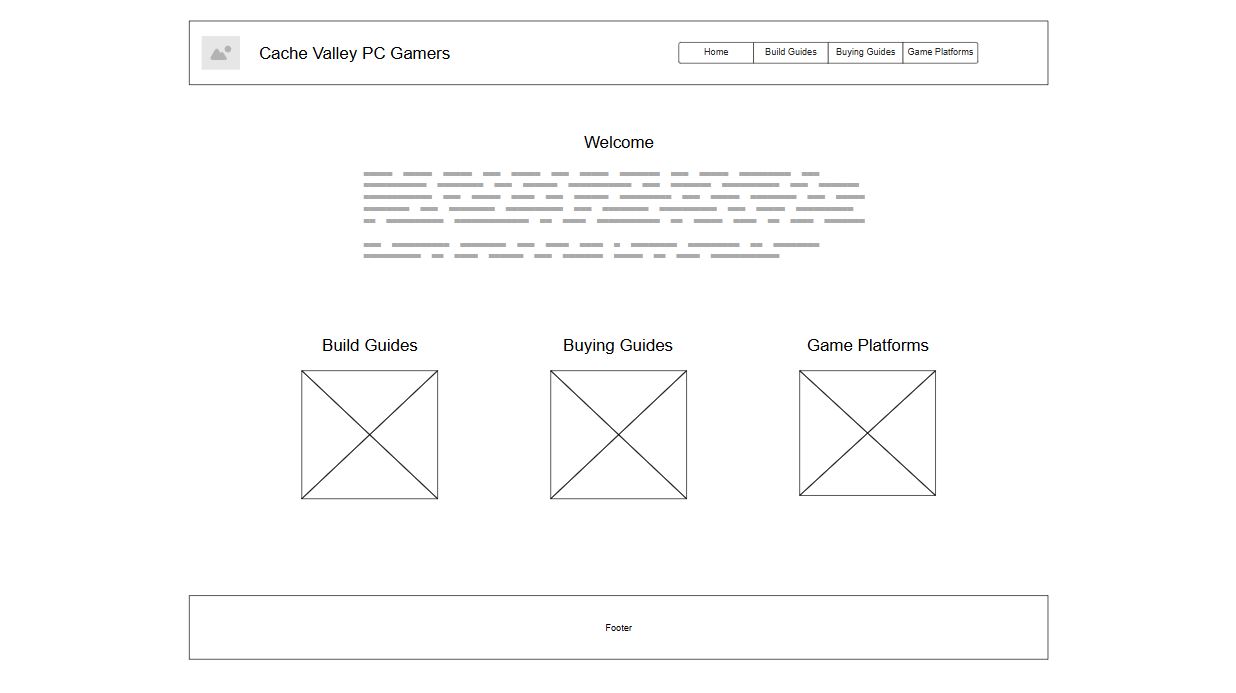 Cache Valley PC Gamers
Home
Build Guides
Buying Guides
Game Platforms
Welcome
Build Guides
Buying Guides
Game Platforms
Footer